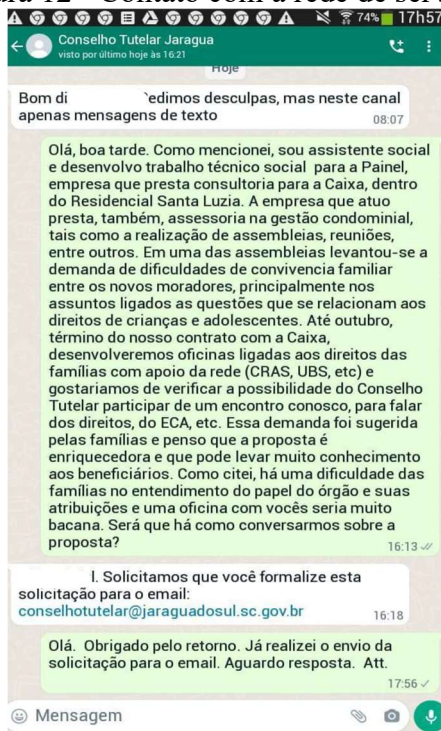 Contato com a rede de
74% 17h57
Conselho Tutelar Jaragua
visto por último hoje às 16:21
Hoje
Bom di edimos desculpas, mas neste canal
apenas mensagens de texto
08:07
Olá, boa tarde. Como mencionei, sou assistente social
e desenvolvo trabalho técnico social para a Painel,
empresa que presta consultoria para a Caixa, dentro
do Residencial Santa Luzia. A empresa que atuo
presta, também, assessoria na gestão condominial,
tais como a realização de assembleias, reuniões,
entre outros. Em uma das assembleias levantou-se a
demanda de dificuldades de convivencia familiar
entre os novos moradores, principalmente nos
assuntos ligados as questões que se relacionam aos
direitos de crianças e adolescentes. Até outubro,
término do nosso contrato com a Caixa,
desenvolveremos oficinas ligadas aos direitos das
famílias com apoio da rede (CRAS, UBS, etc) e
gostariamos de verificar a possibilidade do Conselho
Tutelar participar de um encontro conosco, para falar
dos direitos, do ECA, etc. Essa demanda foi sugerida
pelas famílias e penso que a proposta é
enriquecedora e que pode levar muito conhecimento
aos beneficiários. Como citei, há uma dificuldade das
famílias no entendimento do papel do órgão e suas
atribuições e uma oficina com vocês seria muito
bacana. Será que há como conversarmos sobre a
proposta?
16:13
l. Solicitamos que você formalize esta
solicitação para o email:
conselhotutelar@jaraguadosul.sc.gov.br
16:18
Olá. Obrigado pelo retorno. Já realizei o envio da
solicitação para o email. Aguardo resposta. Att.
17:56
Mensagem